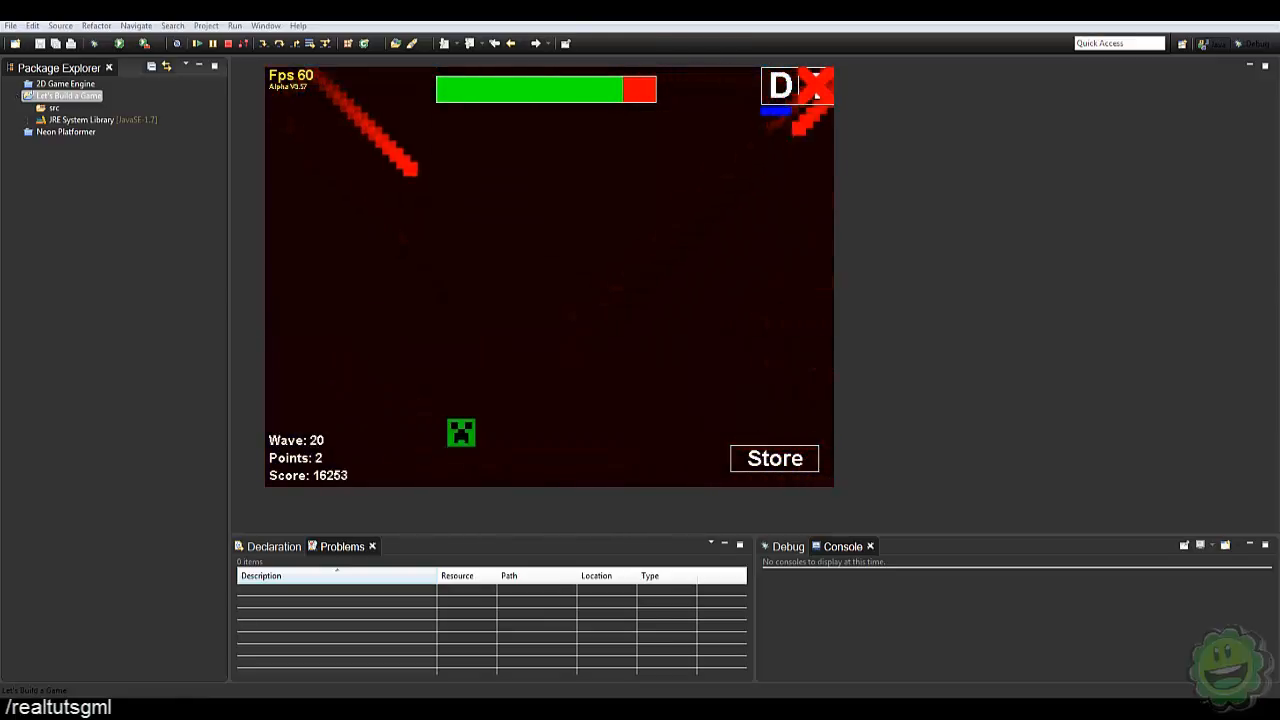 File Edit Source Refactor Navigate Search Project Run Window Help
Quick Access
Debug
Package Explorer
2D Game Engine
Let's Build a Game
src
JRE System Library [JavaSE-1.7]
Neon Platformer
Fps 60
Alpha V3.57
D
Wave: 20
Points: 2
Score: 16253
Store
Declaration Problems
0 items
Description Resource Path Location Type
Debug Console
No consoles to display at this time.
Let's Build a Game
/realtutsgml